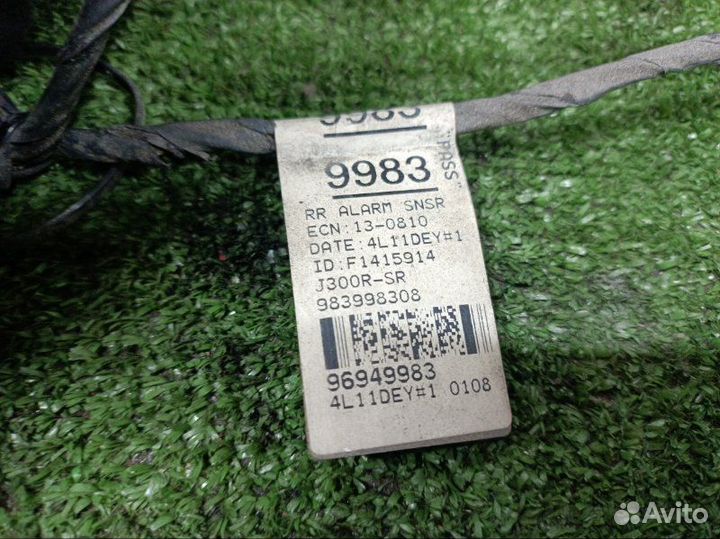 9983
"PASS"
9983
RR ALARM SNSR
ECN:13-0810
DATE:4L11DEY#1
ID:F1415914
J300R-SR
983998308
96949983
4L11DEY#1 0108
Avito